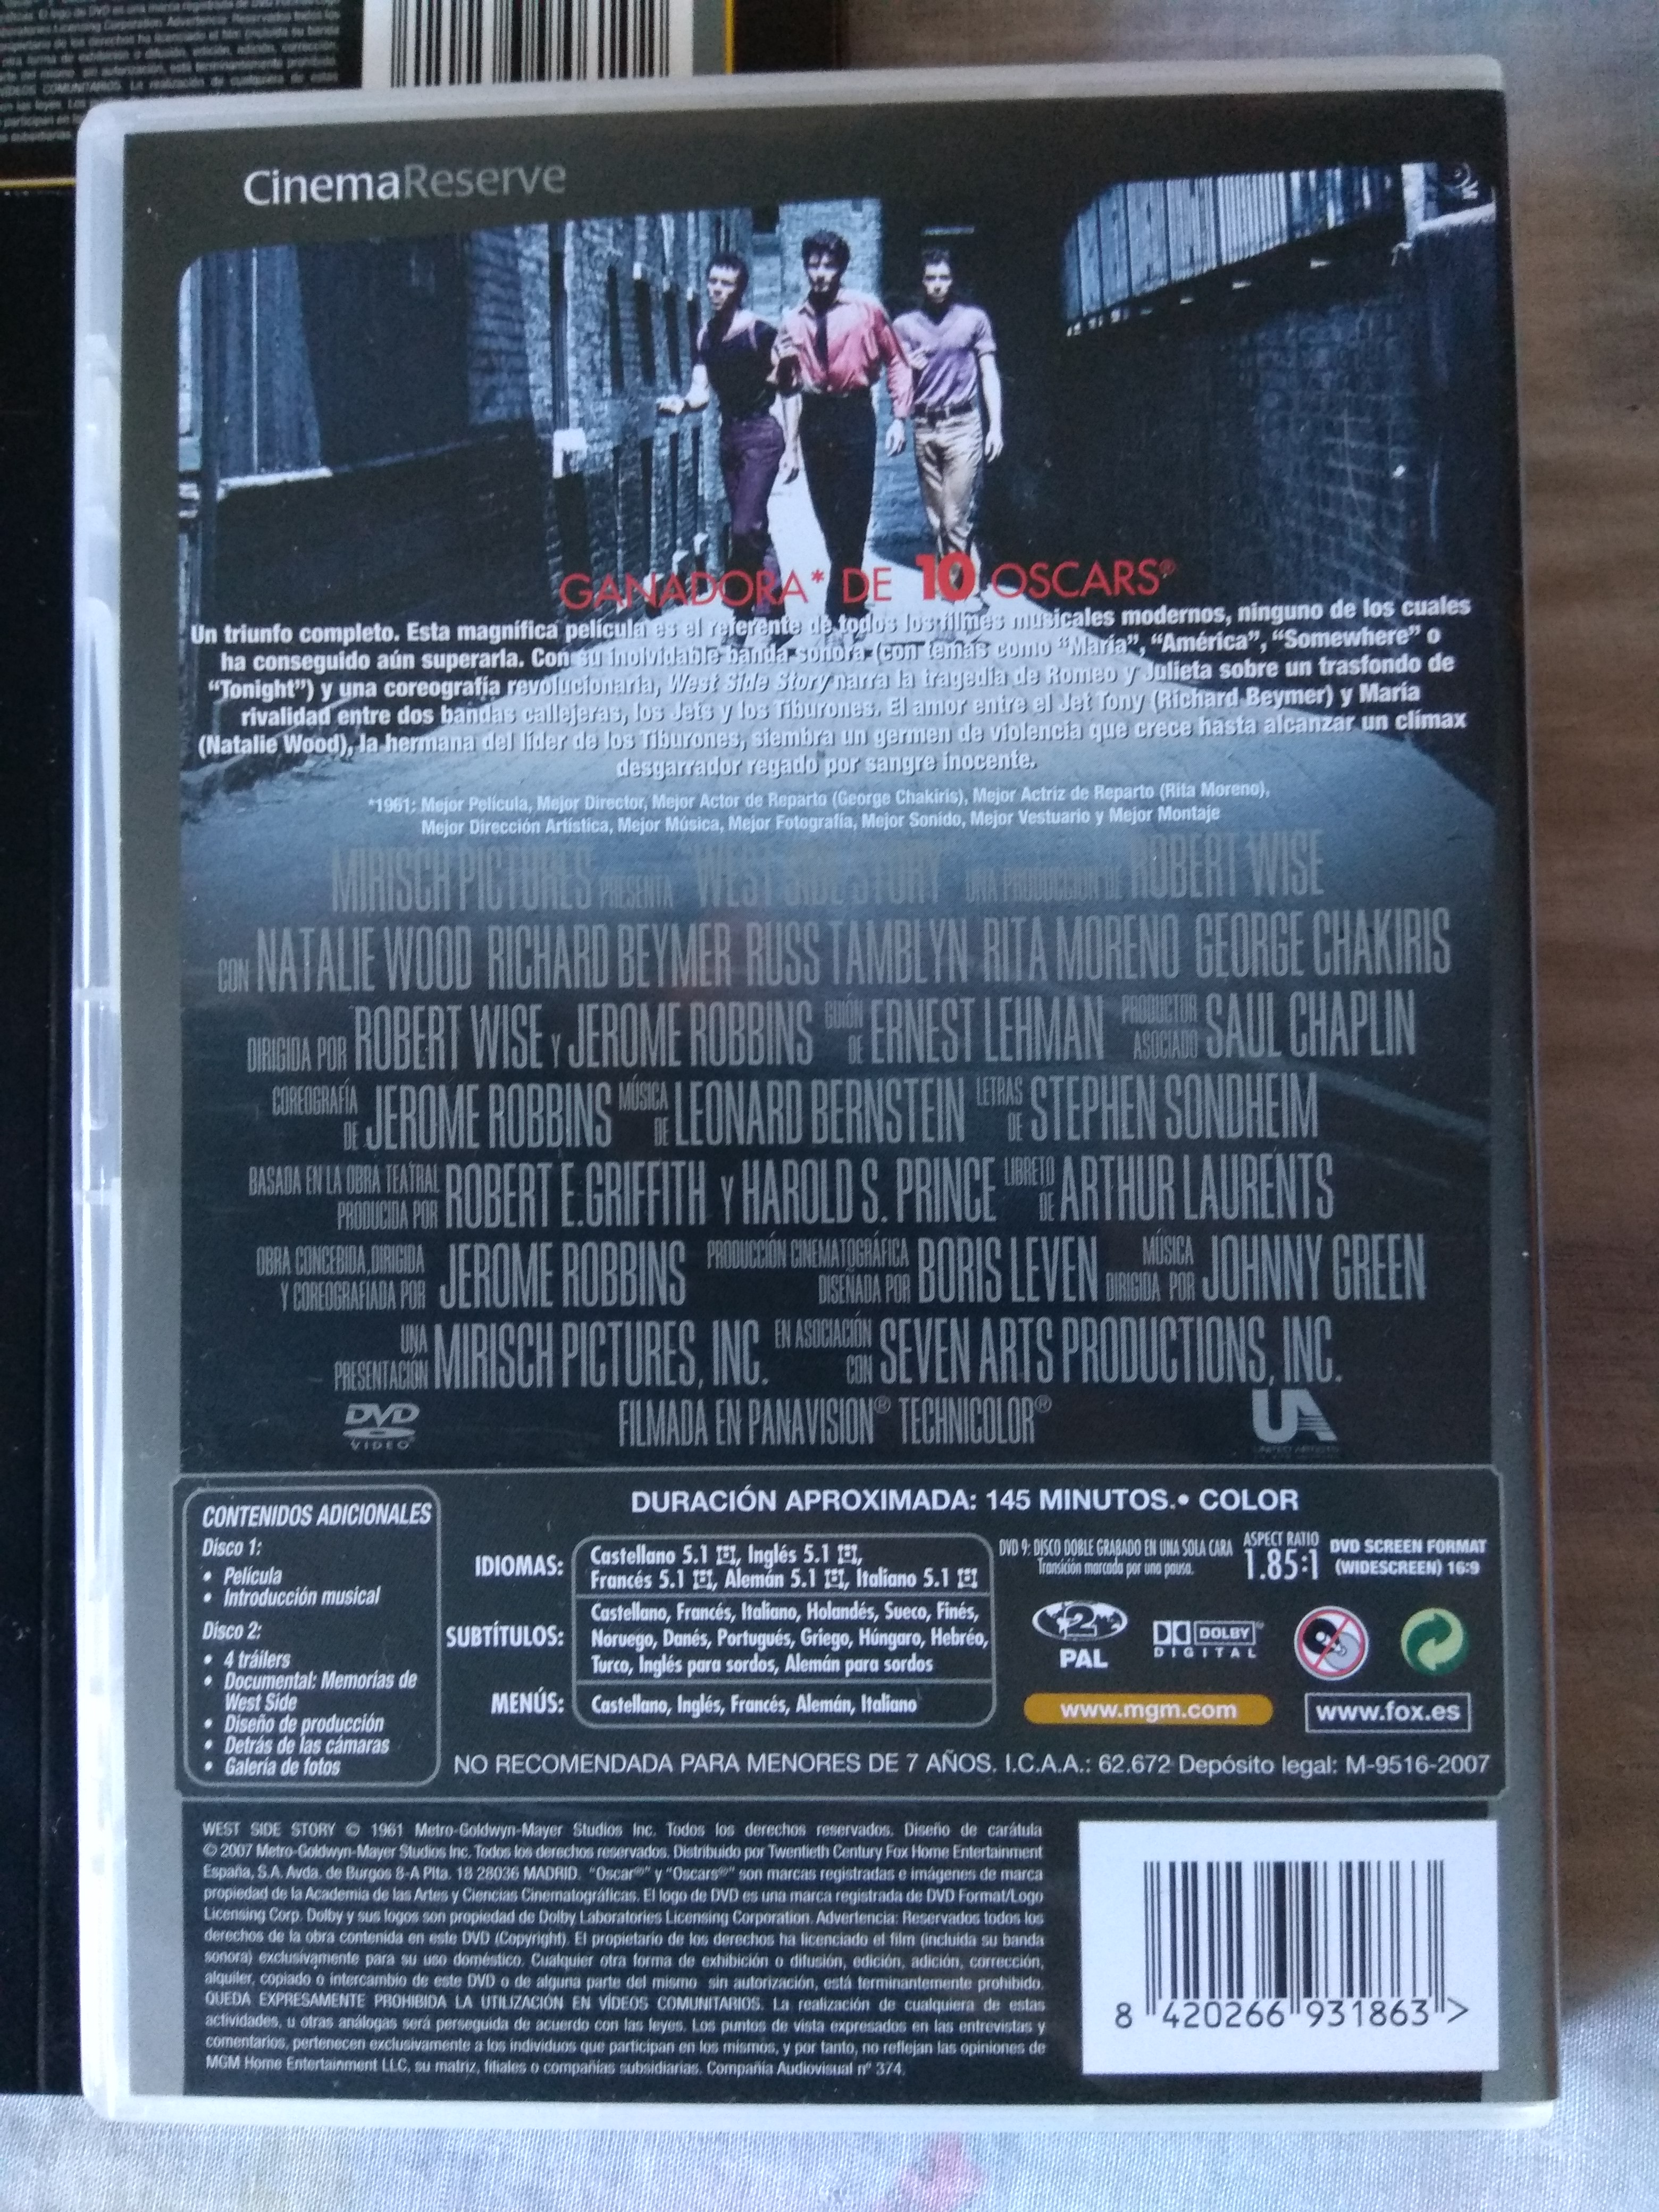 CinemaReserve
GANADORA* DE 10 OSCARS®
Un triunfo completo. Esta magnífica película es el referente de todos los filmes musicales modernos, ninguno de los cuales
ha conseguido aún superarla. Con su inolvidable banda sonora (con temas como “María”, “América”, “Somewhere” o
“Tonight”) y una coreografía revolucionaria, West Side Story narra la tragedia de Romeo y Julieta sobre un trasfondo de
rivalidad entre dos bandas callejeras, los Jets y los Tiburones. El amor entre el Jet Tony (Richard Beymer) y María
(Natalie Wood), la hermana del líder de los Tiburones, siembra un germen de violencia que crece hasta alcanzar un clímax
desgarrador regado por sangre inocente.
*1961: Mejor Película, Mejor Director, Mejor Actor de Reparto (George Chakiris), Mejor Actriz de Reparto (Rita Moreno),
Mejor Dirección Artística, Mejor Música, Mejor Fotografía, Mejor Sonido, Mejor Vestuario y Mejor Montaje
MIRISCH PICTURES PRESENTA WEST SIDE STORY UNA PRODUCCIÓN DE ROBERT WISE
CON NATALIE WOOD RICHARD BEYMER RUSS TAMBLYN RITA MORENO GEORGE CHAKIRIS
DIRIGIDA POR ROBERT WISE Y JEROME ROBBINS GUIÓN DE ERNEST LEHMAN PRODUCTOR ASOCIADO SAUL CHAPLIN
COREOGRAFÍA DE JEROME ROBBINS MÚSICA DE LEONARD BERNSTEIN LETRAS DE STEPHEN SONDHEIM
BASADA EN LA OBRA TEATRAL PRODUCIDA POR ROBERT E.GRIFFITH Y HAROLD S. PRINCE LIBRETO DE ARTHUR LAURENTS
OBRA CONCEBIDA, DIRIGIDA Y COREOGRAFIADA POR JEROME ROBBINS PRODUCCIÓN CINEMATOGRÁFICA DISEÑADA POR BORIS LEVEN MÚSICA DIRIGIDA POR JOHNNY GREEN
UNA PRESENTACIÓN MIRISCH PICTURES, INC. EN ASOCIACIÓN CON SEVEN ARTS PRODUCTIONS, INC.
DVD VIDEO FILMADA EN PANAVISION® TECHNICOLOR® UA UNITED ARTISTS
CONTENIDOS ADICIONALES
Disco 1:
• Película
• Introducción musical
Disco 2:
• 4 tráilers
• Documental: Memorias de
West Side
• Diseño de producción
• Detrás de las cámaras
• Galería de fotos
DURACIÓN APROXIMADA: 145 MINUTOS.• COLOR
IDIOMAS: Castellano 5.1, Inglés 5.1,
Francés 5.1, Alemán 5.1, Italiano 5.1
SUBTÍTULOS: Castellano, Francés, Italiano, Holandés, Sueco, Finés,
Noruego, Danés, Portugués, Griego, Húngaro, Hebréo,
Turco, Inglés para sordos, Alemán para sordos
MENÚS: Castellano, Inglés, Francés, Alemán, Italiano
DVD 9: DISCO DOBLE GRABADO EN UNA SOLA CARA
Transición marcada por una pausa.
ASPECT RATIO
1.85:1
DVD SCREEN FORMAT
(WIDESCREEN) 16:9
2
PAL
DOLBY
DIGITAL
www.mgm.com
www.fox.es
NO RECOMENDADA PARA MENORES DE 7 AÑOS. I.C.A.A.: 62.672 Depósito legal: M-9516-2007
WEST SIDE STORY © 1961 Metro-Goldwyn-Mayer Studios Inc. Todos los derechos reservados. Diseño de carátula
© 2007 Metro-Goldwyn-Mayer Studios Inc. Todos los derechos reservados. Distribuido por Twentieth Century Fox Home Entertainment
España, S.A. Avda. de Burgos 8-A Plta. 18 28036 MADRID. “Oscar®” y “Oscars®” son marcas registradas e imágenes de marca
propiedad de la Academia de las Artes y Ciencias Cinematográficas. El logo de DVD es una marca registrada de DVD Format/Logo
Licensing Corp. Dolby y sus logos son propiedad de Dolby Laboratories Licensing Corporation. Advertencia: Reservados todos los
derechos de la obra contenida en este DVD (Copyright). El propietario de los derechos ha licenciado el film (incluida su banda
sonora) exclusivamente para su uso doméstico. Cualquier otra forma de exhibición o difusión, edición, adición, corrección,
alquiler, copiado o intercambio de este DVD o de alguna parte del mismo sin autorización, está terminantemente prohibido.
QUEDA EXPRESAMENTE PROHIBIDA LA UTILIZACIÓN EN VÍDEOS COMUNITARIOS. La realización de cualquiera de estas
actividades, u otras análogas será perseguida de acuerdo con las leyes. Los puntos de vista expresados en las entrevistas y
comentarios, pertenecen exclusivamente a los individuos que participan en los mismos, y por tanto, no reflejan las opiniones de
MGM Home Entertainment LLC, su matriz, filiales o compañías subsidiarias. Compañía Audiovisual nº 374.
8 420266 931863 >